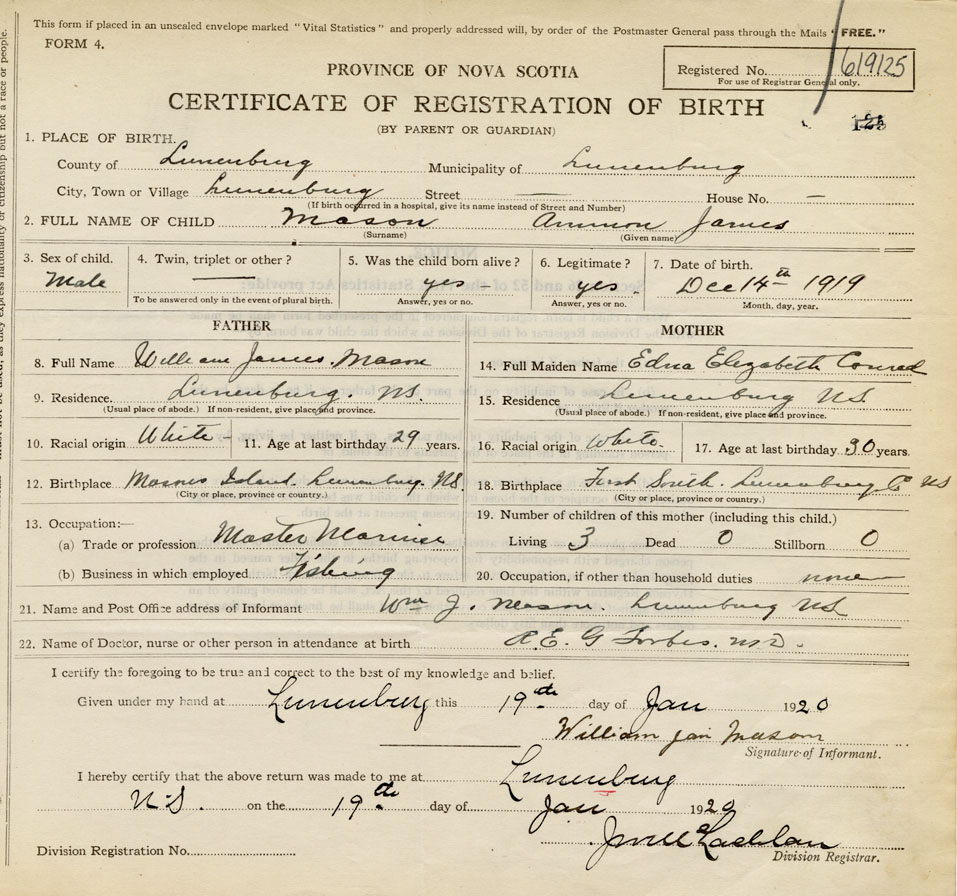 This form if placed in an unsealed envelope marked "Vital Statistics" and properly addressed will, by order of the Postmaster General pass through the Mails "FREE."
FORM 4.
Registered No. 619125
For use of Registrar General only.
PROVINCE OF NOVA SCOTIA
CERTIFICATE OF REGISTRATION OF BIRTH
(BY PARENT OR GUARDIAN)
1. PLACE OF BIRTH.
County of Lunenburg Municipality of Lunenburg
City, Town or Village Lunenburg Street — House No. —
(If birth occurred in a hospital, give its name instead of Street and Number)
2. FULL NAME OF CHILD Mason Ammon James
(Surname) (Given name)
3. Sex of child. 4. Twin, triplet or other? 5. Was the child born alive? 6. Legitimate? 7. Date of birth.
Male — yes – yes – Dec 14th 1919
To be answered only in the event of plural birth. Answer, yes or no. Answer, yes or no. Month, day, year.
FATHER MOTHER
8. Full Name William James Mason 14. Full Maiden Name Edna Elizabeth Conrad
9. Residence. Lunenburg. NS. 15. Residence Lunenburg NS
(Usual place of abode.) If non-resident, give place and province. (Usual place of abode.) If non-resident, give place and province.
10. Racial origin White – 11. Age at last birthday 29 years. 16. Racial origin White. 17. Age at last birthday 30 years.
12. Birthplace Masons Island. Lunenburg. NS 18. Birthplace First South. Lunenburg Co NS
(City or place, province or country.) (City or place, province or country.)
13. Occupation:— 19. Number of children of this mother (including this child.)
(a) Trade or profession Master Mariner Living 3 Dead 0 Stillborn 0
(b) Business in which employed Fishing 20. Occupation, if other than household duties none
21. Name and Post Office address of Informant Wm J. Mason. Lunenburg NS
22. Name of Doctor, nurse or other person in attendance at birth R.E.G Forbes. M.D.
I certify the foregoing to be true and correct to the best of my knowledge and belief.
Given under my hand at Lunenburg this 19th day of Jan 1920
William Jas Mason
Signature of Informant.
I hereby certify that the above return was made to me at Lunenburg
N.S. on the 19th day of Jan 1920
Division Registrar.
Division Registration No.